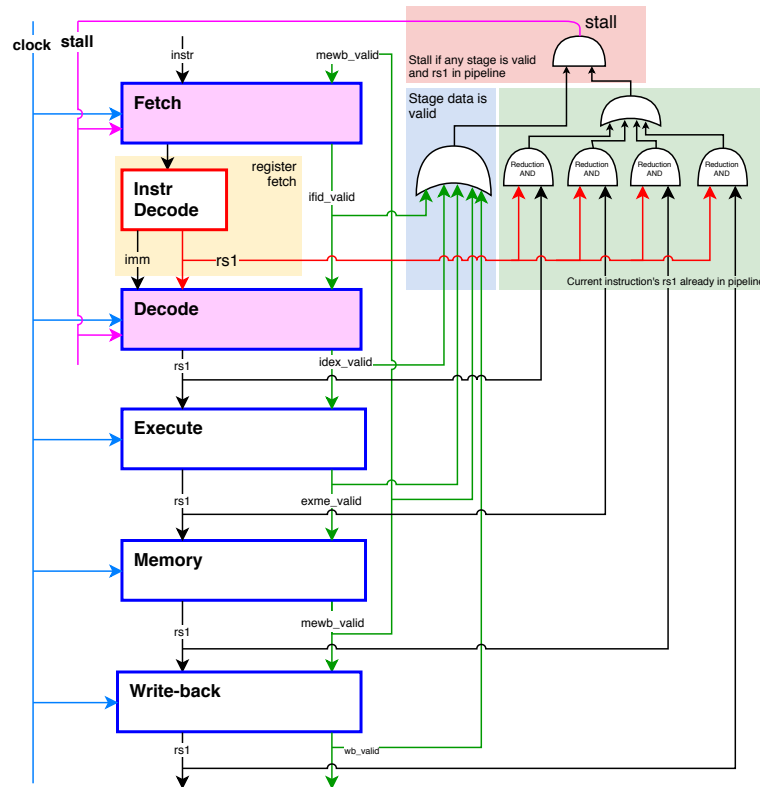 stall
clock
stall
instr
mewb_valid
Stall if any stage is valid
and rs1 in pipeline
Fetch
Stage data is
valid
Reduction
AND
Reduction
AND
Reduction
AND
Reduction
AND
register
fetch
Instr
Decode
ifid_valid
imm
rs1
Current instruction's rs1 already in pipeline
Decode
rs1
idex_valid
Execute
rs1
exme_valid
Memory
rs1
mewb_valid
Write-back
rs1
wb_valid